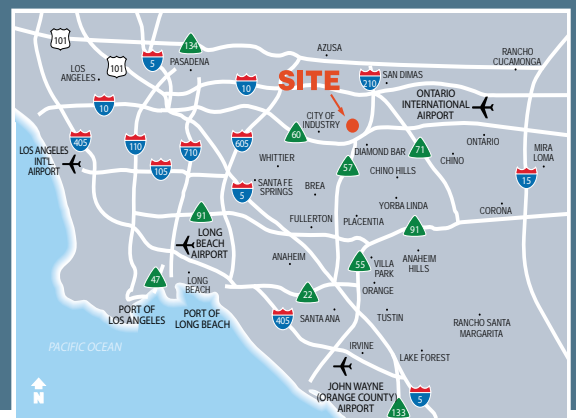 101
134
5
AZUSA
RANCHO
CUCAMONGA
LOS
ANGELES
101
PASADENA
SITE
210
SAN DIMAS
10
ONTARIO
INTERNATIONAL
AIRPORT
10
CITY OF
INDUSTRY
60
405
110
710
605
LOS ANGELES
INT'L
AIRPORT
105
WHITTIER
DIAMOND BAR
71
ONTARIO
MIRA
LOMA
57
CHINO HILLS
CHINO
15
5
SANTA FE
SPRINGS
BREA
YORBA LINDA
CORONA
91
FULLERTON
PLACENTIA
91
LONG
BEACH
AIRPORT
ANAHEIM
55
VILLA
PARK
ANAHEIM
HILLS
47
LONG
BEACH
22
ORANGE
PORT OF
LOS ANGELES
PORT OF
LONG BEACH
405
SANTA ANA
TUSTIN
RANCHO SANTA
MARGARITA
PACIFIC OCEAN
IRVINE
LAKE FOREST
N
JOHN WAYNE
(ORANGE COUNTY)
AIRPORT
5
133